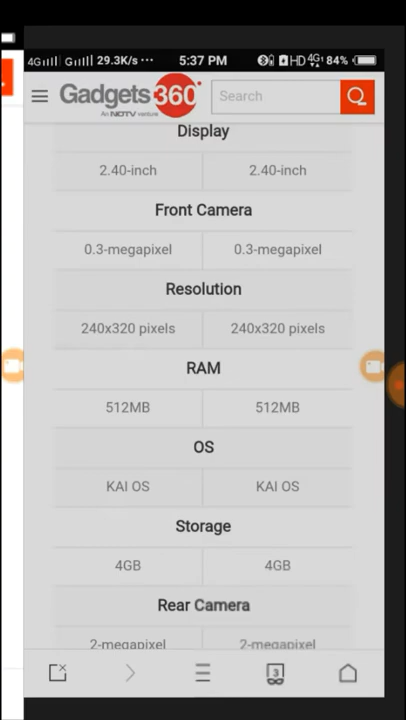 4G G 29.3K/s ••• 5:37 PM HD 4G 84%
Gadgets 360
An NDTV venture
Search
Display
2.40-inch 2.40-inch
Front Camera
0.3-megapixel 0.3-megapixel
Resolution
240x320 pixels 240x320 pixels
RAM
512MB 512MB
OS
KAI OS KAI OS
Storage
4GB 4GB
Rear Camera
2-megapixel 2-megapixel
3